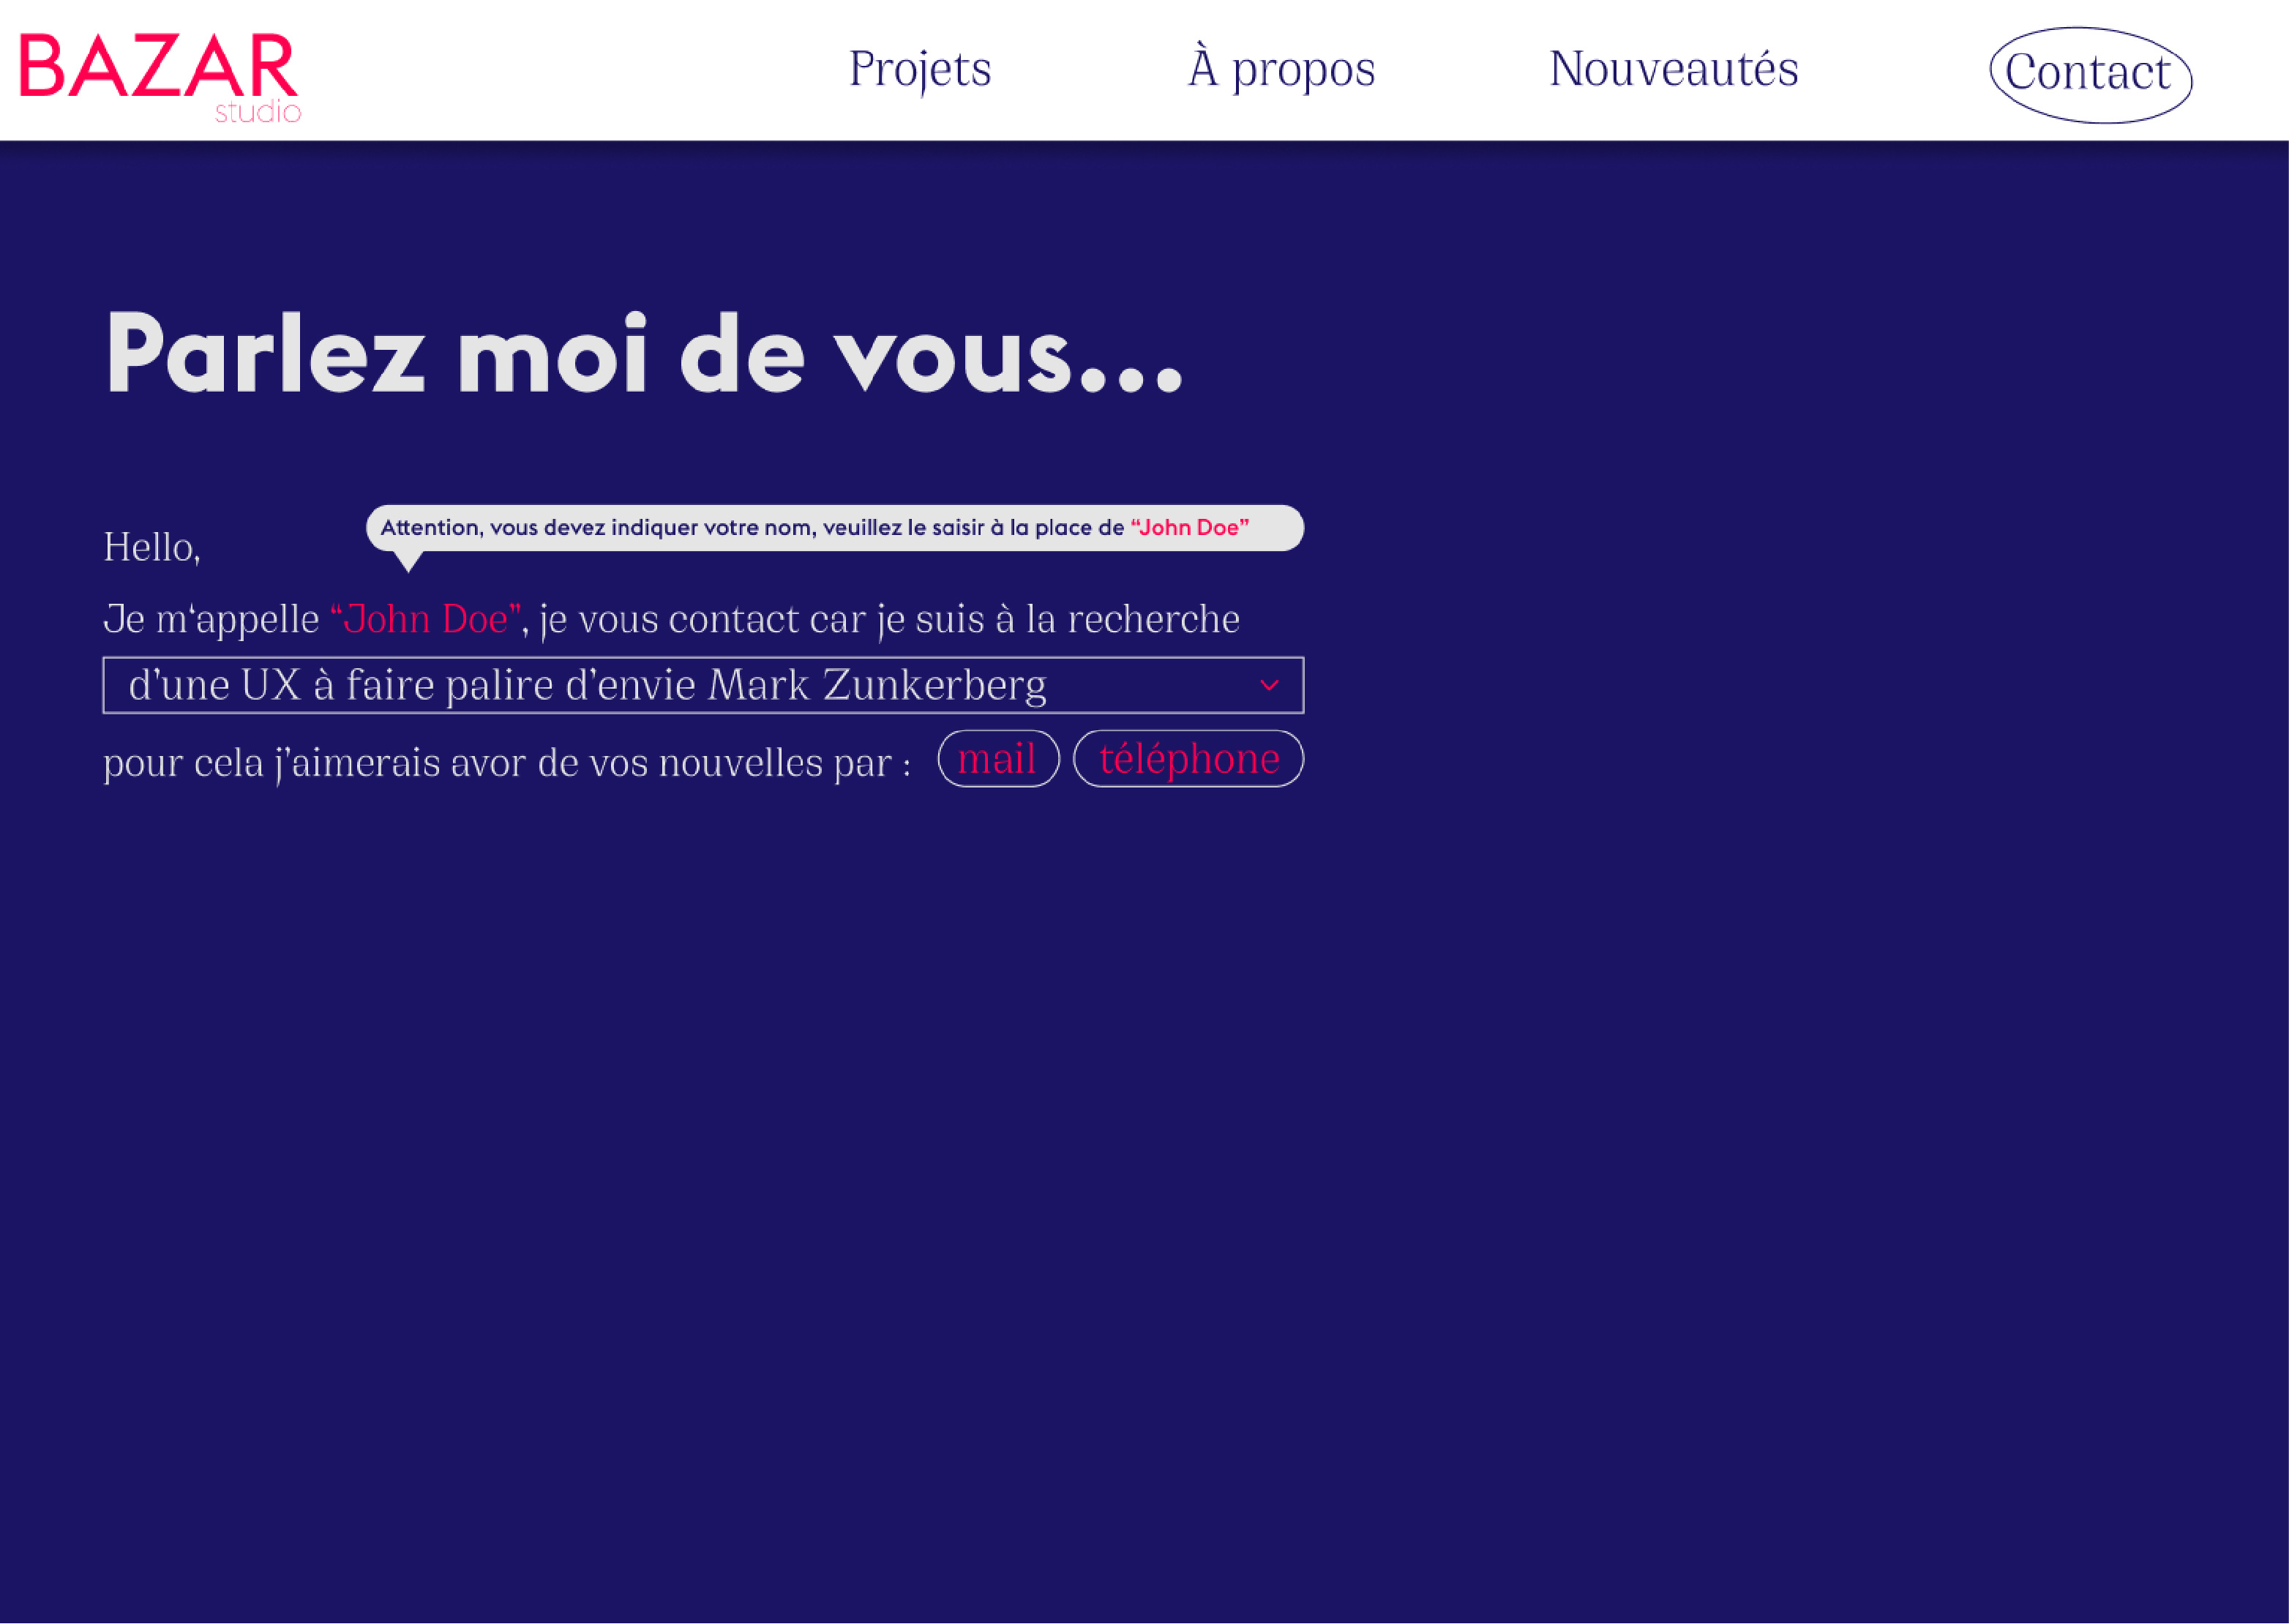 BAZAR
studio
Projets
À propos
Nouveautés
Contact
Parlez moi de vous...
Attention, vous devez indiquer votre nom, veuillez le saisir à la place de “John Doe”
Hello,
Je m‘appelle “John Doe”, je vous contact car je suis à la recherche
d’une UX à faire palire d’envie Mark Zunkerberg
pour cela j’aimerais avor de vos nouvelles par :
mail
téléphone